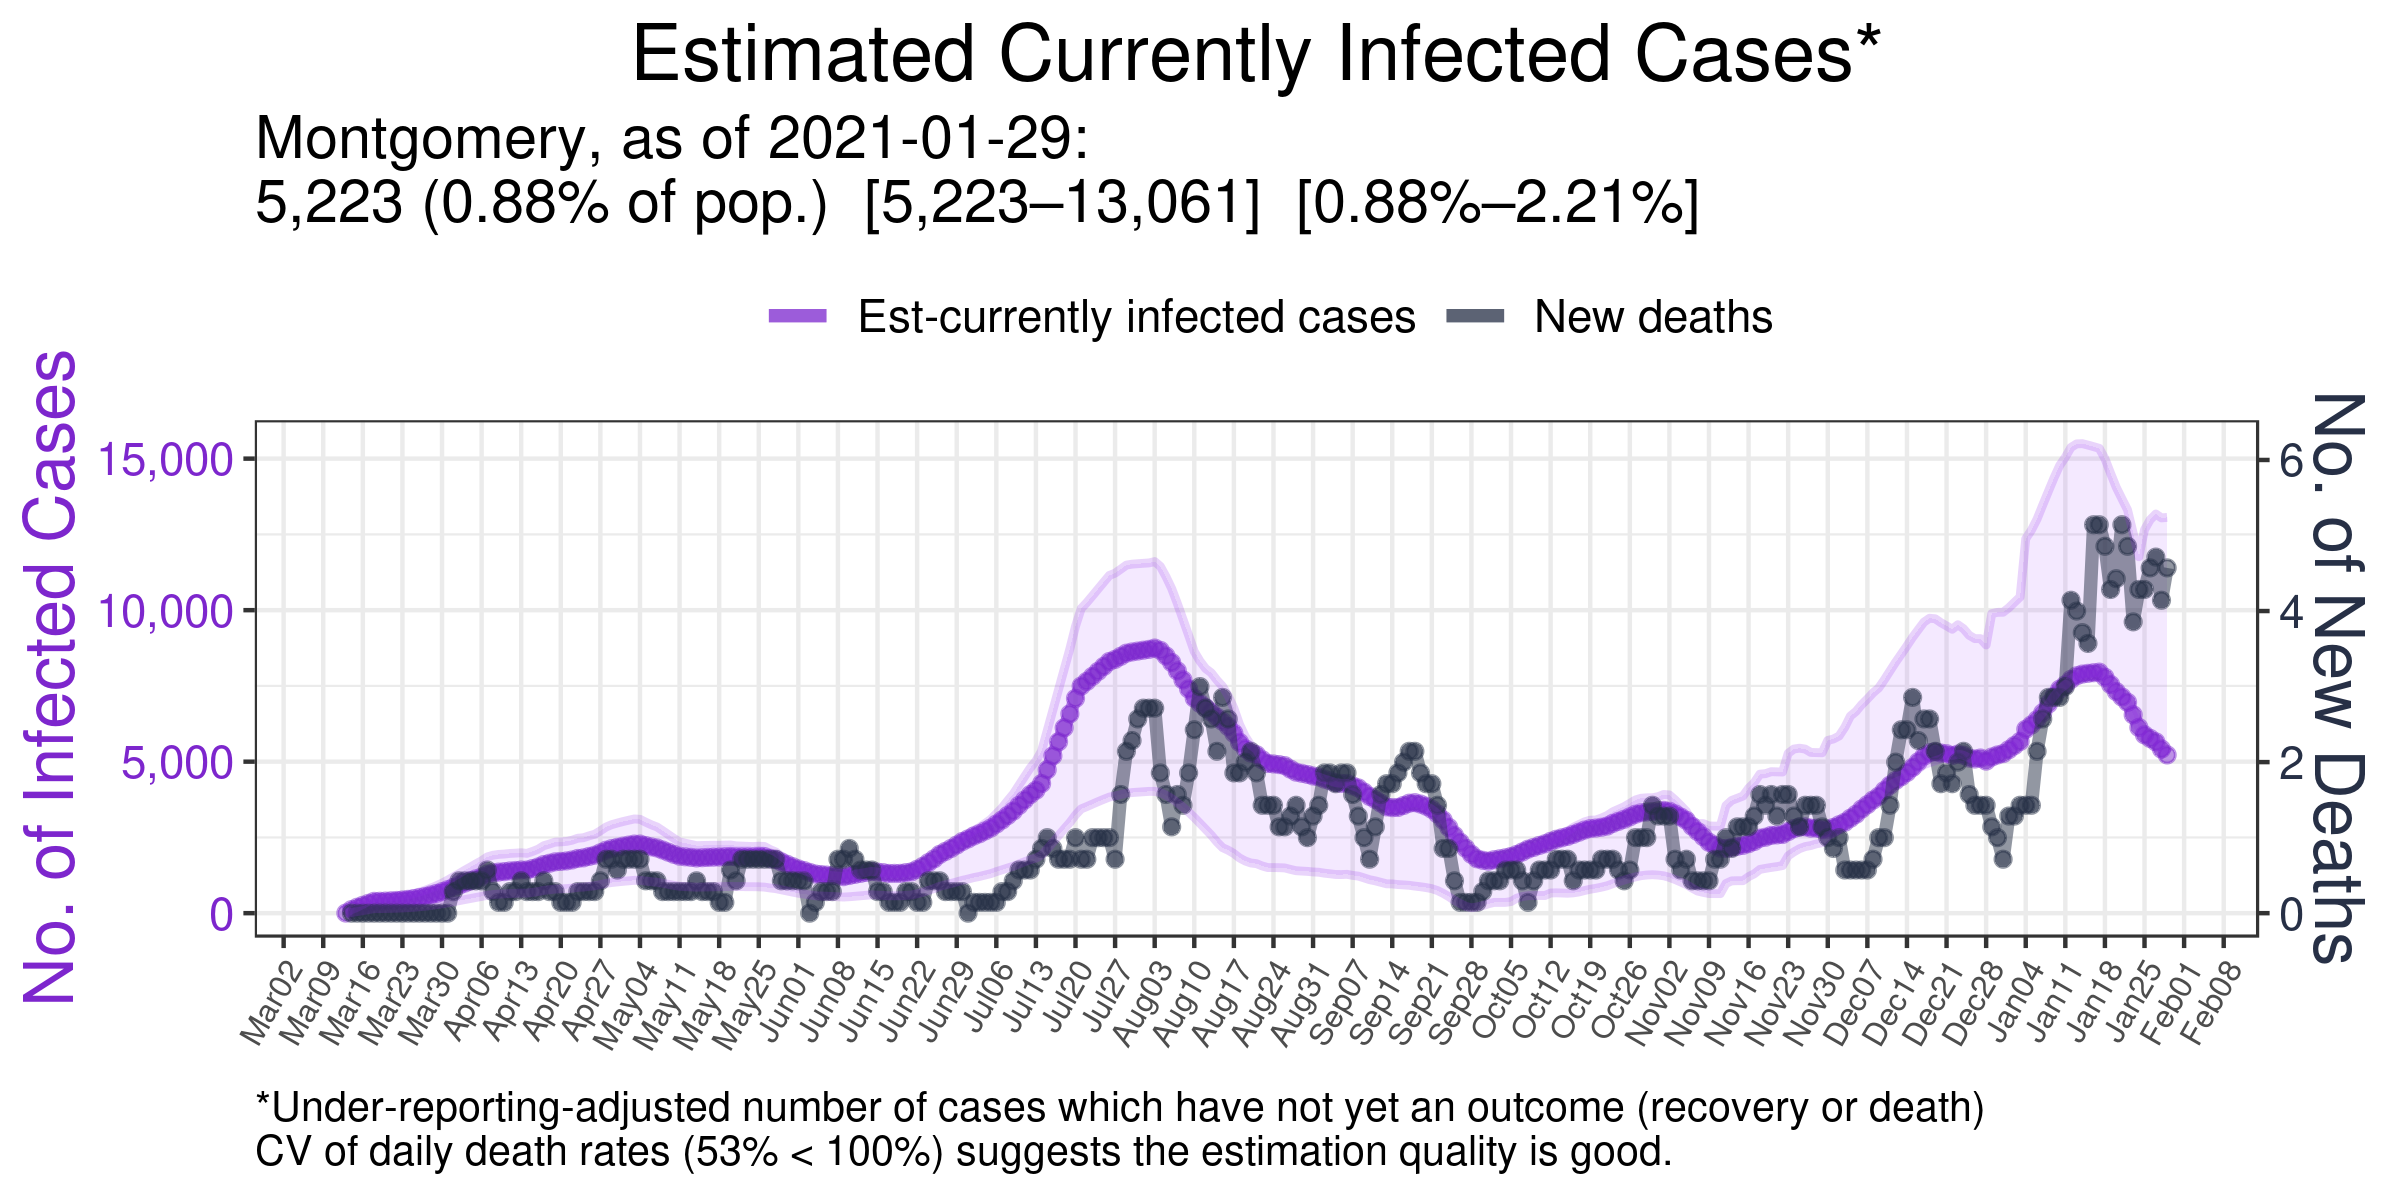 Estimated Currently Infected Cases*
Montgomery, as of 2021-01-29:
5,223 (0.88% of pop.)  [5,223–13,061]  [0.88%–2.21%]
Est-currently infected cases
New deaths
No. of Infected Cases
15,000
10,000
5,000
0
6
4
2
0
No. of New Deaths
Mar02
Mar09
Mar16
Mar23
Mar30
Apr06
Apr13
Apr20
Apr27
May04
May11
May18
May25
Jun01
Jun08
Jun15
Jun22
Jun29
Jul06
Jul13
Jul20
Jul27
Aug03
Aug10
Aug17
Aug24
Aug31
Sep07
Sep14
Sep21
Sep28
Oct05
Oct12
Oct19
Oct26
Nov02
Nov09
Nov16
Nov23
Nov30
Dec07
Dec14
Dec21
Dec28
Jan04
Jan11
Jan18
Jan25
Feb01
Feb08
*Under-reporting-adjusted number of cases which have not yet an outcome (recovery or death)
CV of daily death rates (53% < 100%) suggests the estimation quality is good.